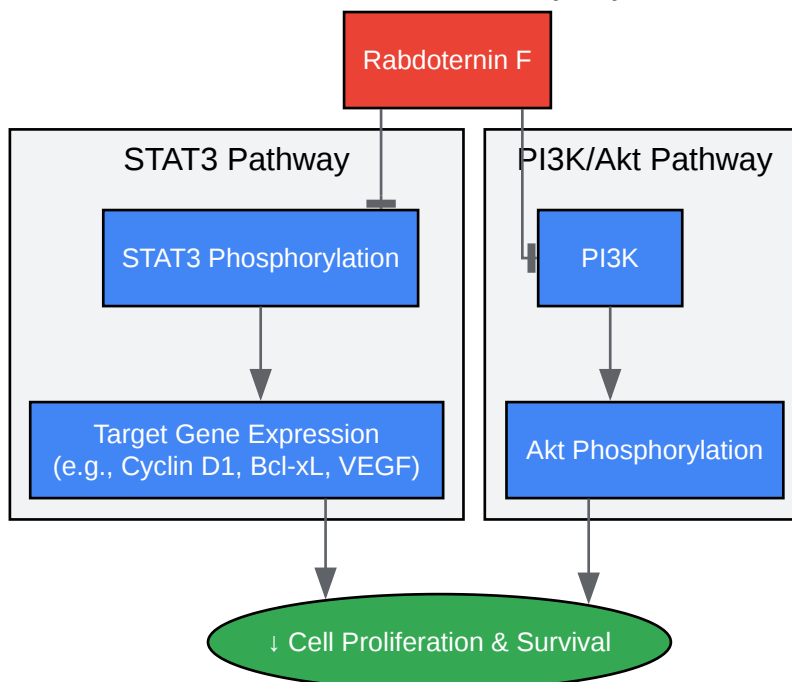 Rabdoternin F
STAT3 Pathway
PI3K/Akt Pathway
STAT3 Phosphorylation
PI3K
Target Gene Expression
(e.g., Cyclin D1, Bcl-xL, VEGF)
Akt Phosphorylation
↓ Cell Proliferation & Survival